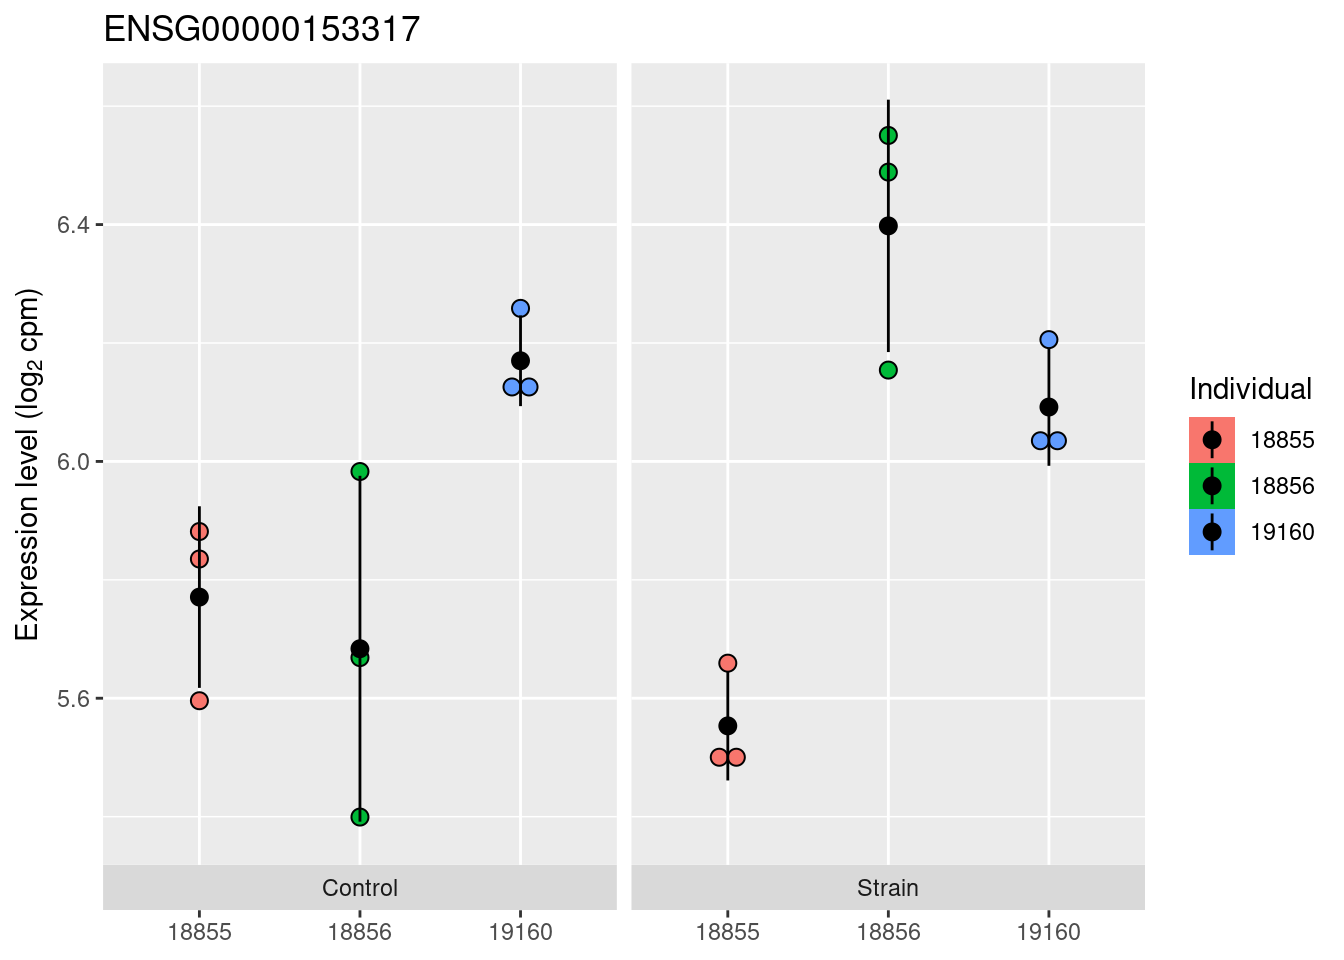 ENSG00000153317
Expression level (log₂ cpm)
6.4
6.0
5.6
Control
Strain
18855
18856
19160
18855
18856
19160
Individual
18855
18856
19160